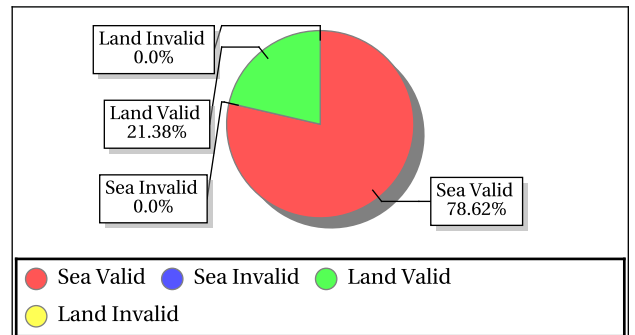 Land Invalid
0.0%
Land Valid
21.38%
Sea Invalid
0.0%
Sea Valid
78.62%
Sea Valid Sea Invalid Land Valid
Land Invalid